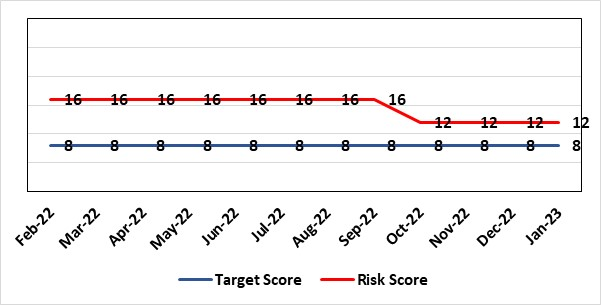 16 16 16 16 16 16 16 16 12 12 12 12
8 8 8 8 8 8 8 8 8 8 8 8
Feb-22 Mar-22 Apr-22 May-22 Jun-22 Jul-22 Aug-22 Sep-22 Oct-22 Nov-22 Dec-22 Jan-23
Target Score Risk Score